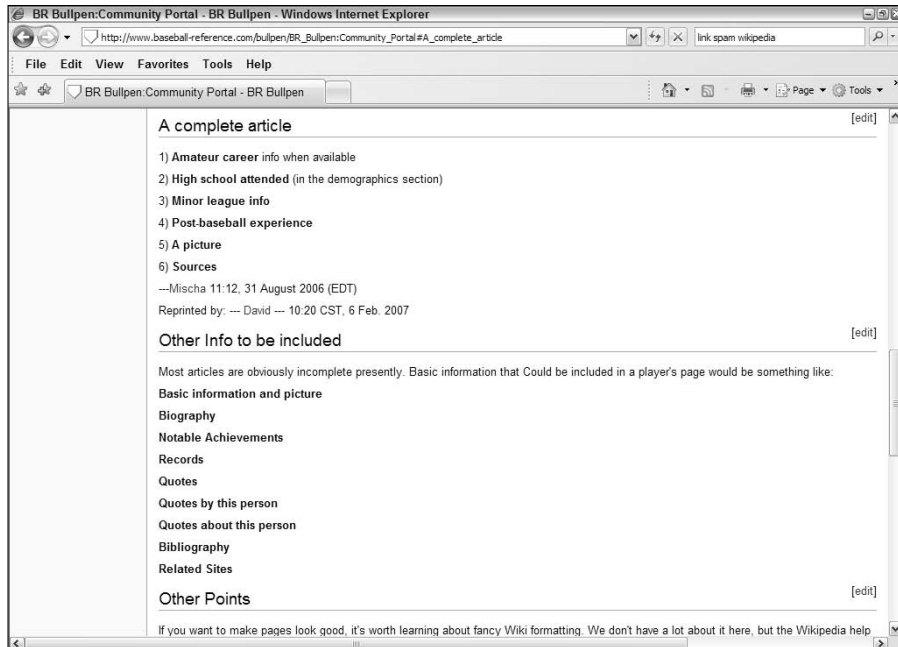 BR Bullpen:Community Portal - BR Bullpen - Windows Internet Explorer
http://www.baseball-reference.com/bullpen/BR_Bullpen:Community_Portal#A_complete_article
link spam wikipedia
File Edit View Favorites Tools Help
BR Bullpen:Community Portal - BR Bullpen
Page Tools
A complete article [edit]
1) Amateur career info when available
2) High school attended (in the demographics section)
3) Minor league info
4) Post-baseball experience
5) A picture
6) Sources
---Mischa 11:12, 31 August 2006 (EDT)
Reprinted by: --- David --- 10:20 CST, 6 Feb. 2007
Other Info to be included [edit]
Most articles are obviously incomplete presently. Basic information that Could be included in a player's page would be something like:
Basic information and picture
Biography
Notable Achievements
Records
Quotes
Quotes by this person
Quotes about this person
Bibliography
Related Sites
Other Points [edit]
If you want to make pages look good, it's worth learning about fancy Wiki formatting. We don't have a lot about it here, but the Wikipedia help